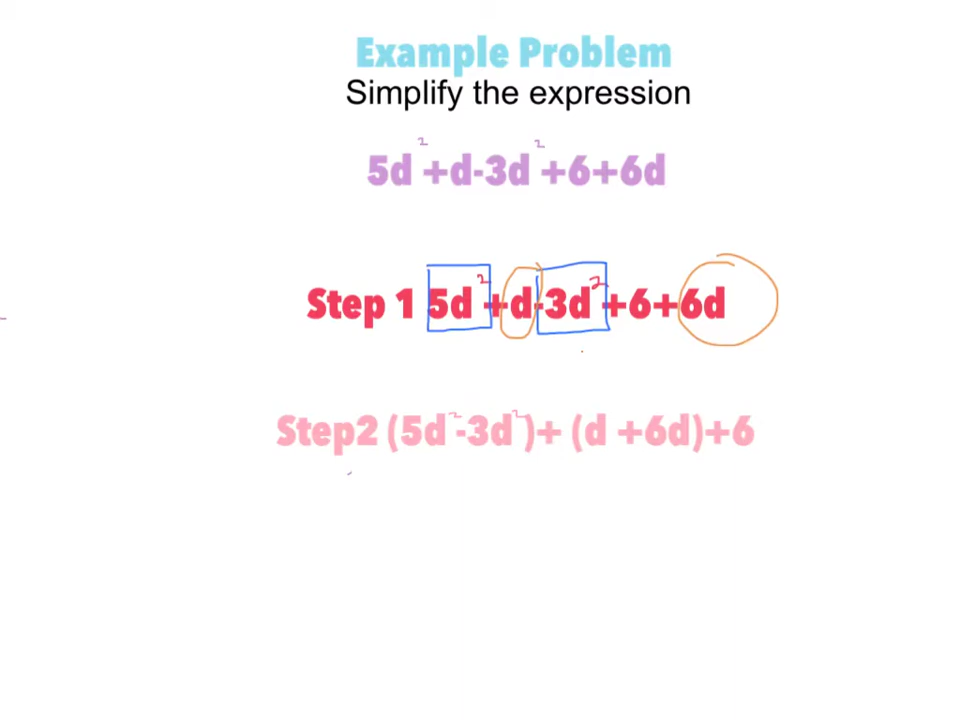 Example Problem
Simplify the expression
5d²+d-3d²+6+6d
Step 1 5d²+d-3d²+6+6d
Step2 (5d²-3d²)+ (d +6d)+6